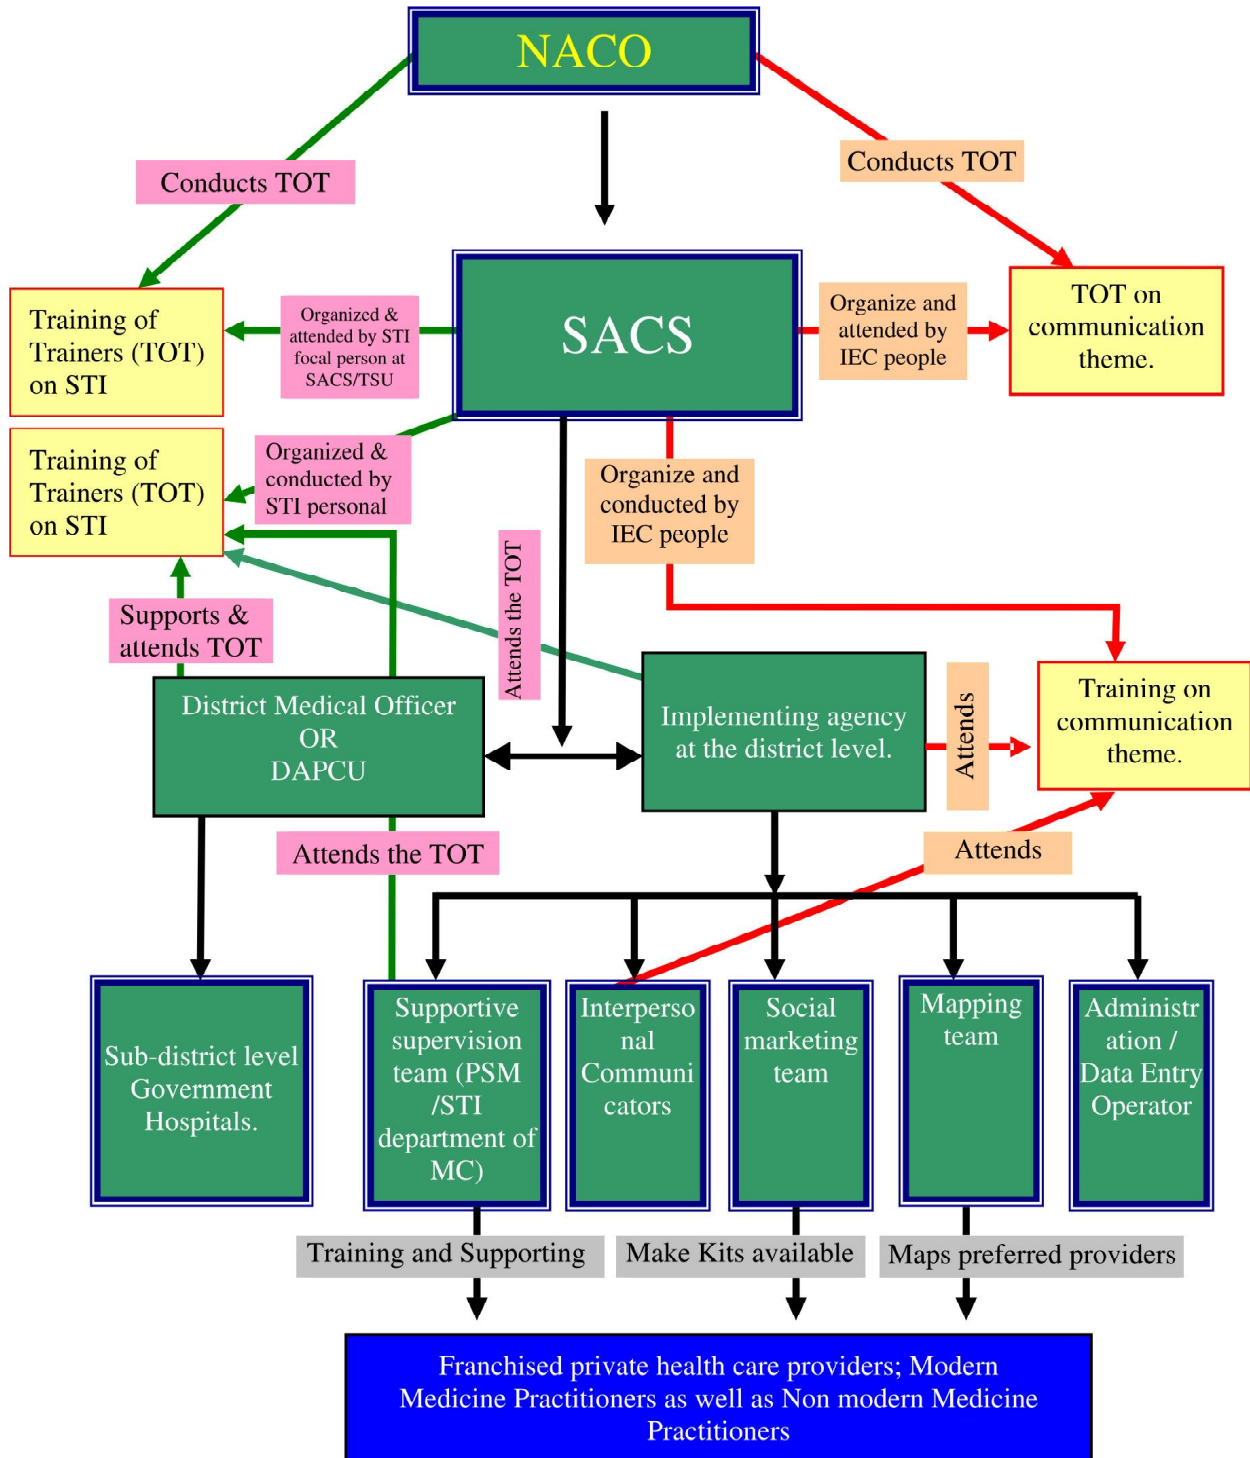 NACO
Conducts TOT
Conducts TOT
SACS
Training of
Trainers (TOT)
on STI
Organized &
attended by STI
focal person at
SACS/TSU
Organize and
attended by
IEC people
TOT on
communication
theme.
Training of
Trainers (TOT)
on STI
Organized &
conducted by
STI personal
Organize and
conducted by
IEC people
Attends the TOT
Supports &
attends TOT
District Medical Officer
OR
DAPCU
Implementing agency
at the district level.
Attends
Training on
communication
theme.
Attends the TOT
Attends
Sub-district level
Government
Hospitals.
Supportive
supervision
team (PSM
/STI
department of
MC)
Interperso
nal
Communi
cators
Social
marketing
team
Mapping
team
Administr
ation /
Data Entry
Operator
Training and Supporting
Make Kits available
Maps preferred providers
Franchised private health care providers; Modern
Medicine Practitioners as well as Non modern Medicine
Practitioners